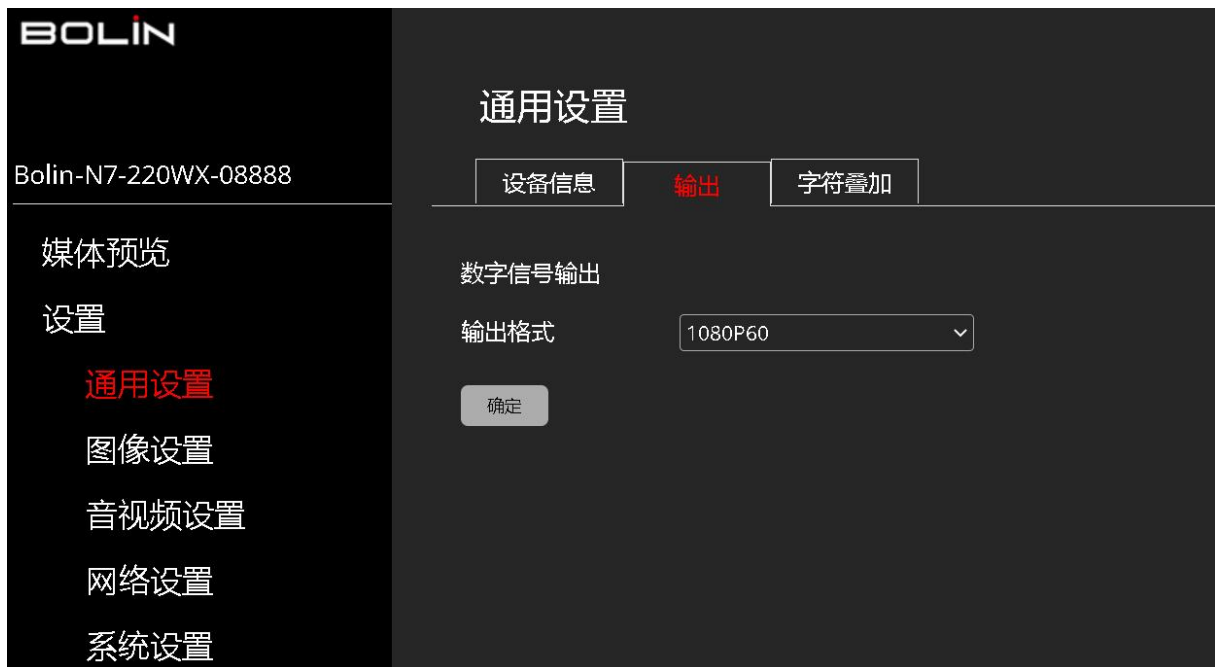 BOLIN
Bolin-N7-220WX-08888
媒体预览
设置
通用设置
图像设置
音视频设置
网络设置
系统设置
通用设置
设备信息 输出 字符叠加
数字信号输出
输出格式 1080P60
确定